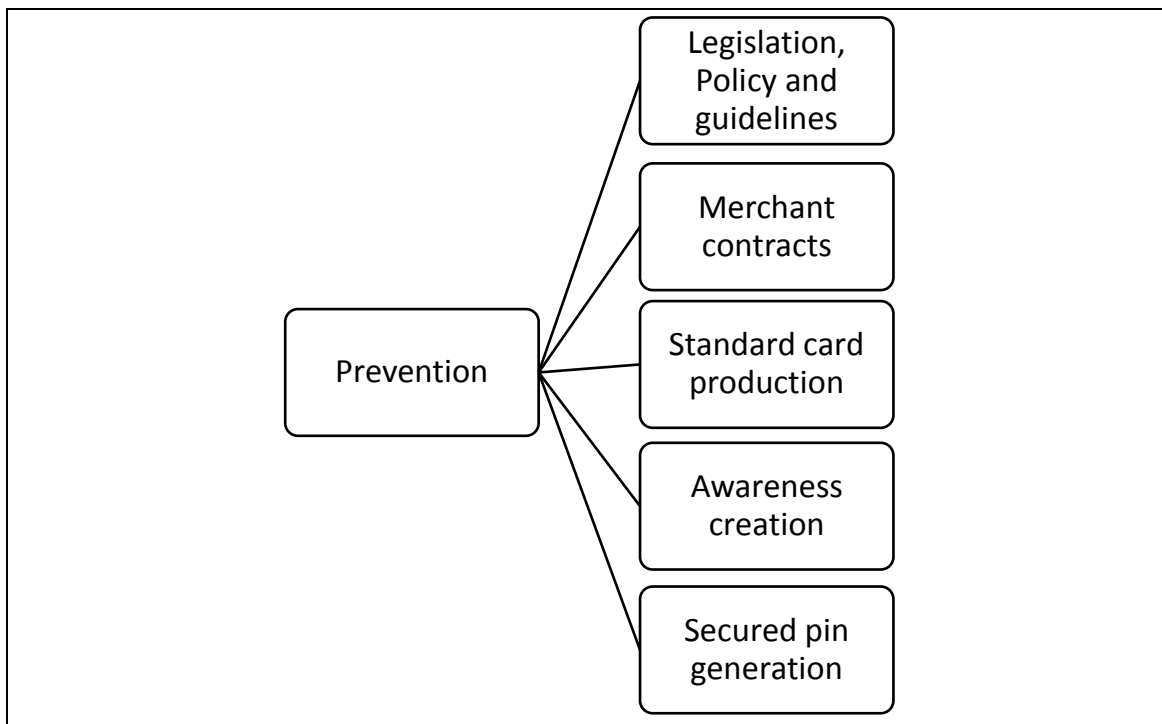 Legislation,
Policy and
guidelines
Merchant
contracts
Prevention
Standard card
production
Awareness
creation
Secured pin
generation